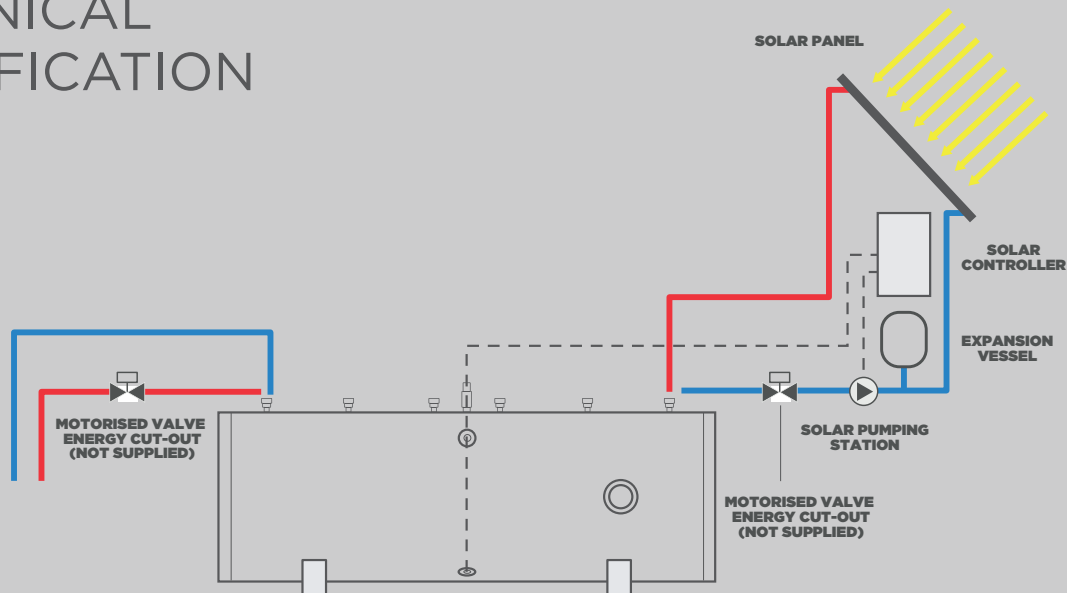 NICAL
FICATION
SOLAR PANEL
SOLAR
CONTROLLER
EXPANSION
VESSEL
MOTORISED VALVE
ENERGY CUT-OUT
(NOT SUPPLIED)
SOLAR PUMPING
STATION
MOTORISED VALVE
ENERGY CUT-OUT
(NOT SUPPLIED)